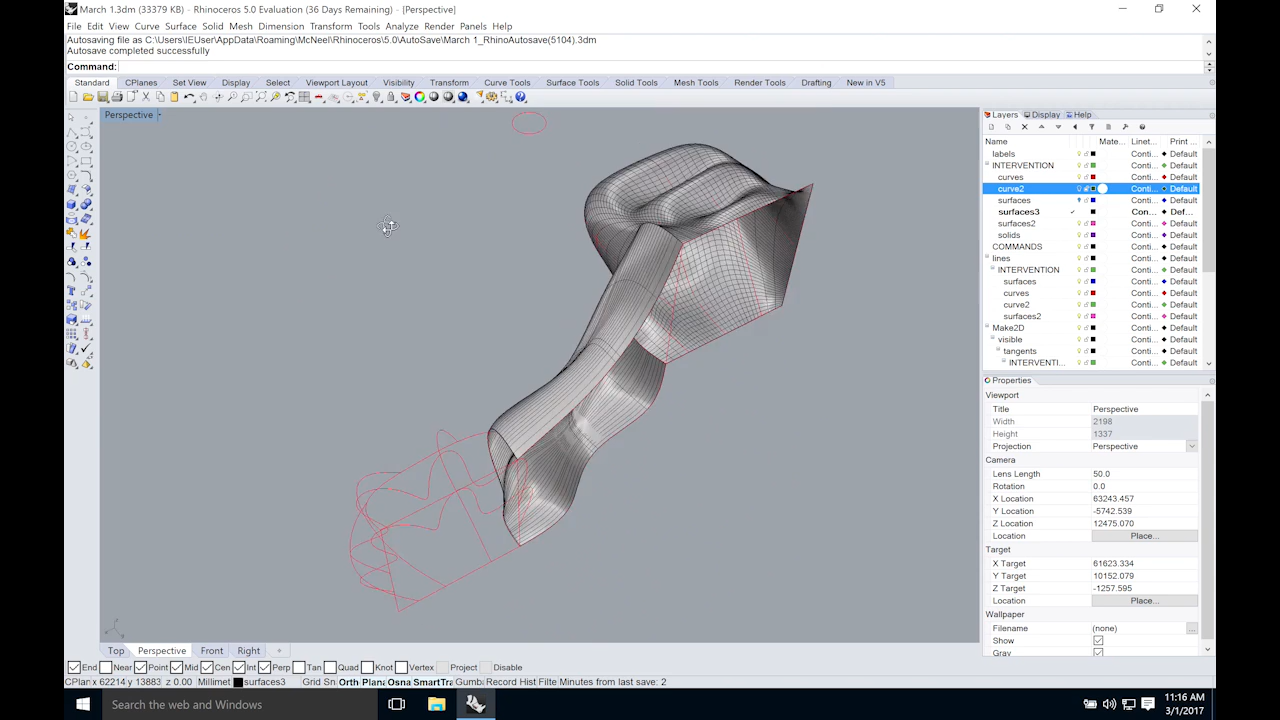 March 1.3dm (33379 KB) - Rhinoceros 5.0 Evaluation (36 Days Remaining) - [Perspective]
File Edit View Curve Surface Solid Mesh Dimension Transform Tools Analyze Render Panels Help
Autosaving file as C:\Users\IEUser\AppData\Roaming\McNeel\Rhinoceros\5.0\AutoSave\March 1_RhinoAutosave(5104).3dm
Autosave completed successfully
Command:
Standard CPlanes Set View Display Select Viewport Layout Visibility Transform Curve Tools Surface Tools Solid Tools Mesh Tools Render Tools Drafting New in V5
Perspective
Layers Display Help
Name Mate... Linet... Print ...
labels Conti... Default
INTERVENTION Conti... Default
curves Conti... Default
curve2 Conti... Default
surfaces Conti... Default
surfaces3 Con... Def...
surfaces2 Conti... Default
solids Conti... Default
COMMANDS Conti... Default
lines Conti... Default
INTERVENTION Conti... Default
surfaces Conti... Default
curves Conti... Default
curve2 Conti... Default
surfaces2 Conti... Default
Make2D Conti... Default
visible Conti... Default
tangents Conti... Default
INTERVENTI... Conti... Default
Properties
Viewport
Title Perspective
Width 2198
Height 1337
Projection Perspective
Camera
Lens Length 50.0
Rotation 0.0
X Location 63243.457
Y Location -5742.539
Z Location 12475.070
Location Place...
Target
X Target 61623.334
Y Target 10152.079
Z Target -1257.595
Location Place...
Wallpaper
Filename (none) ...
Show
Gray
Top Perspective Front Right
End Near Point Mid Cen Int Perp Tan Quad Knot Vertex Project Disable
CPlan x 62214 y 13883 z 0.00 Millimet surfaces3 Grid Sn Orth Plana Osna SmartTra Gumb Record Hist Filte Minutes from last save: 2
Search the web and Windows
11:16 AM
3/1/2017